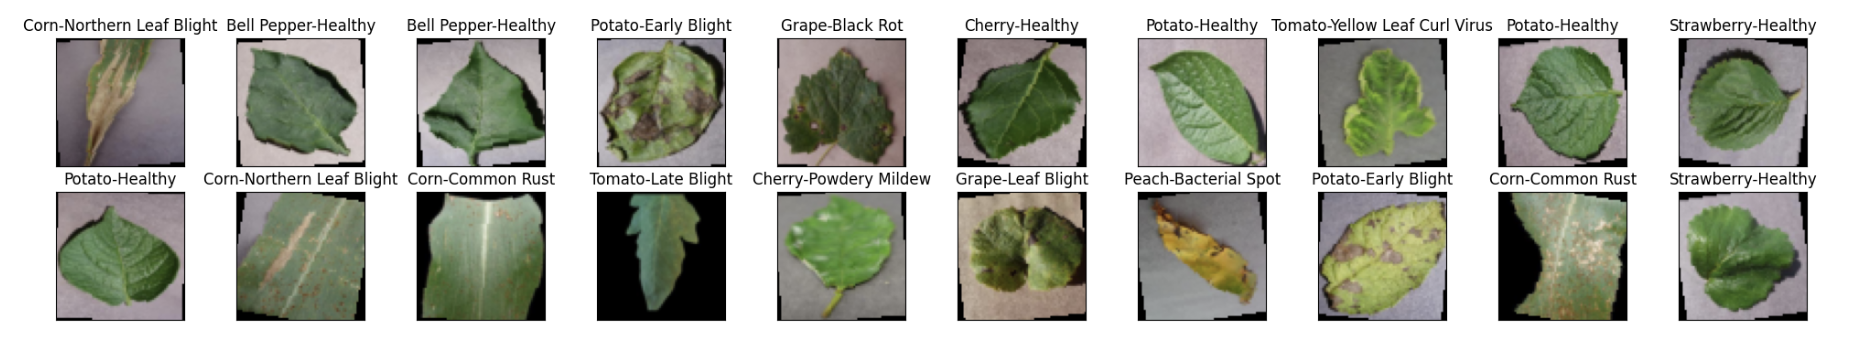 Corn-Northern Leaf Blight Bell Pepper-Healthy Bell Pepper-Healthy Potato-Early Blight Grape-Black Rot Cherry-Healthy Potato-Healthy Tomato-Yellow Leaf Curl Virus Potato-Healthy Strawberry-Healthy
Potato-Healthy Corn-Northern Leaf Blight Corn-Common Rust Tomato-Late Blight Cherry-Powdery Mildew Grape-Leaf Blight Peach-Bacterial Spot Potato-Early Blight Corn-Common Rust Strawberry-Healthy